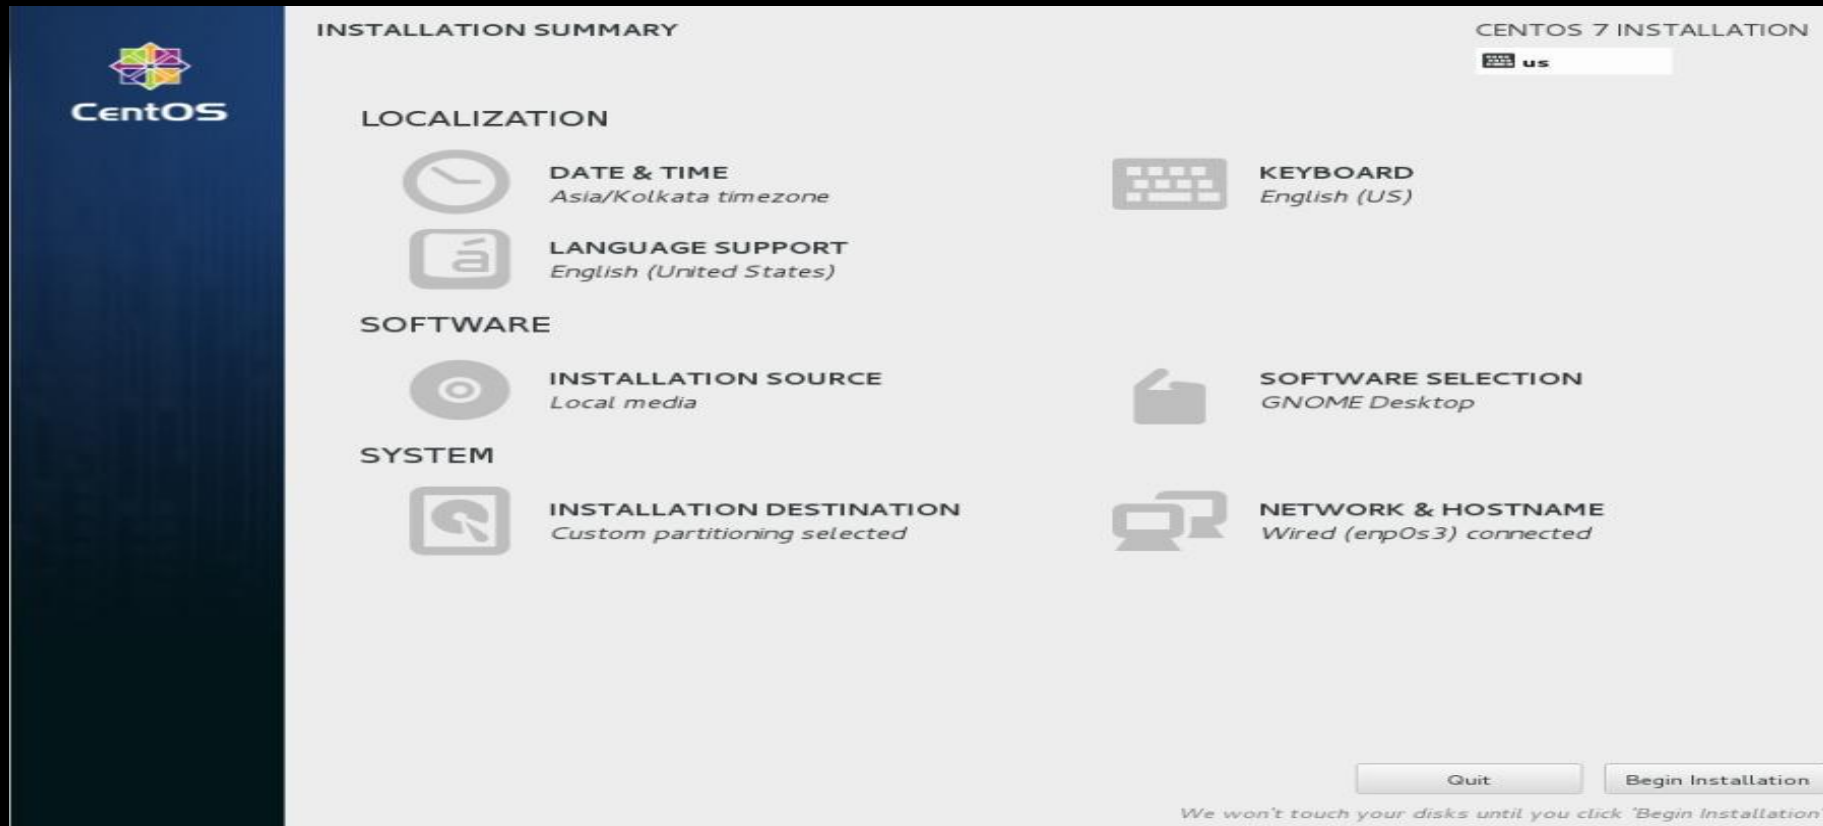 INSTALLATION SUMMARY
CENTOS 7 INSTALLATION
us
CentOS
LOCALIZATION
DATE & TIME
Asia/Kolkata timezone
KEYBOARD
English (US)
á
LANGUAGE SUPPORT
English (United States)
SOFTWARE
INSTALLATION SOURCE
Local media
SOFTWARE SELECTION
GNOME Desktop
SYSTEM
INSTALLATION DESTINATION
Custom partitioning selected
NETWORK & HOSTNAME
Wired (enp0s3) connected
Quit
Begin Installation
We won't touch your disks until you click 'Begin Installation'